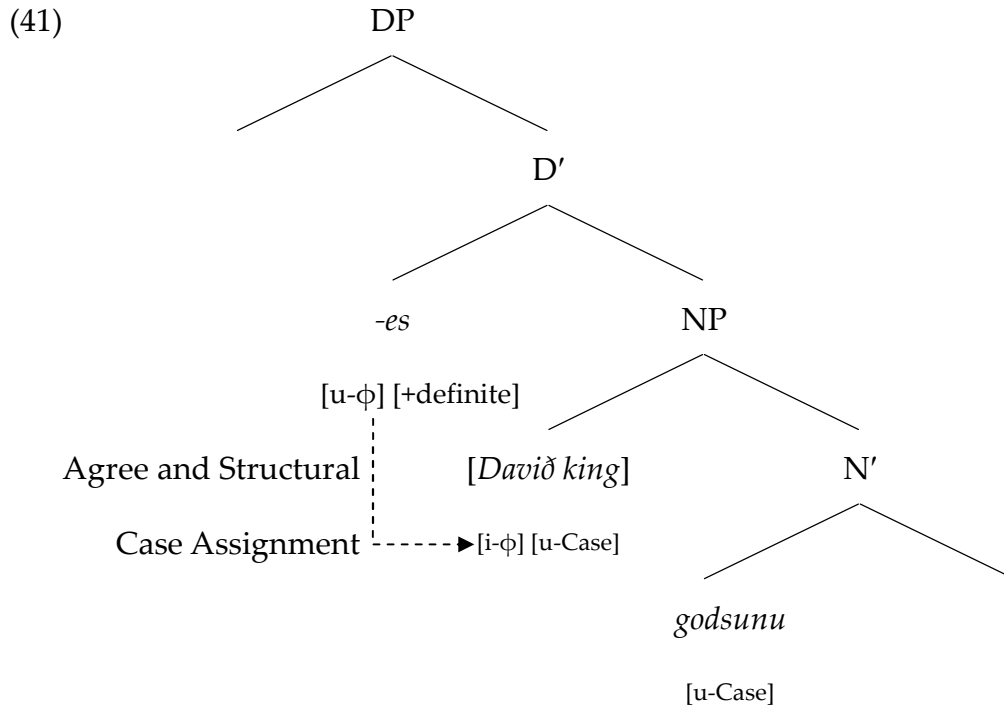 (41) DP
D′
-es NP
[u-ϕ] [+definite]
Agree and Structural [Davið king] N′
Case Assignment [i-ϕ] [u-Case]
godsunu
[u-Case]